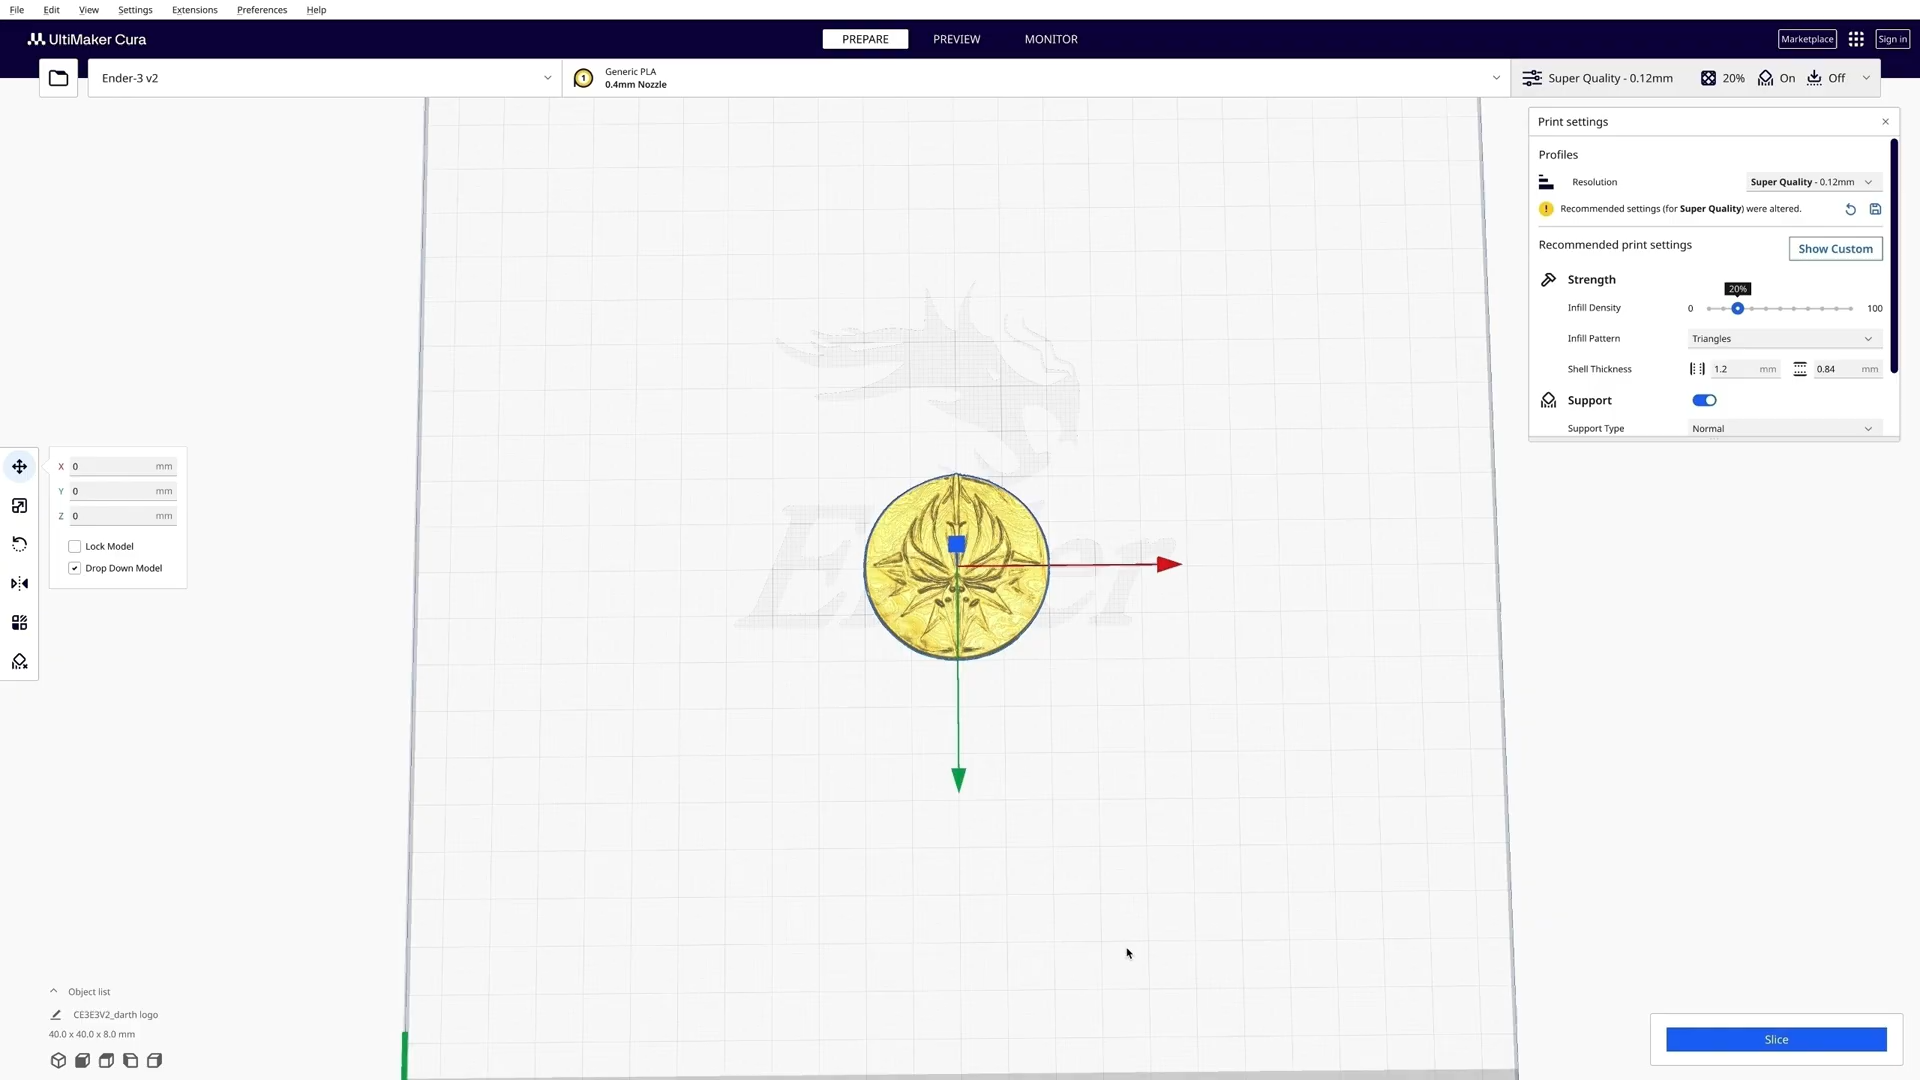 File Edit View Settings Extensions Preferences Help
UltiMaker Cura PREPARE PREVIEW MONITOR Marketplace Sign in
Ender-3 v2
1
Generic PLA
0.4mm Nozzle
Super Quality - 0.12mm 20% On Off
Print settings
Profiles
Resolution Super Quality - 0.12mm
Recommended settings (for Super Quality) were altered.
Recommended print settings Show Custom
Strength
20%
Infill Density 0 100
Infill Pattern Triangles
Shell Thickness 1.2 mm 0.84 mm
Support
Support Type Normal
X 0 mm
Y 0 mm
Z 0 mm
Lock Model
Drop Down Model
Ender
Object list
CE3E3V2_darth logo
40.0 x 40.0 x 8.0 mm
Slice